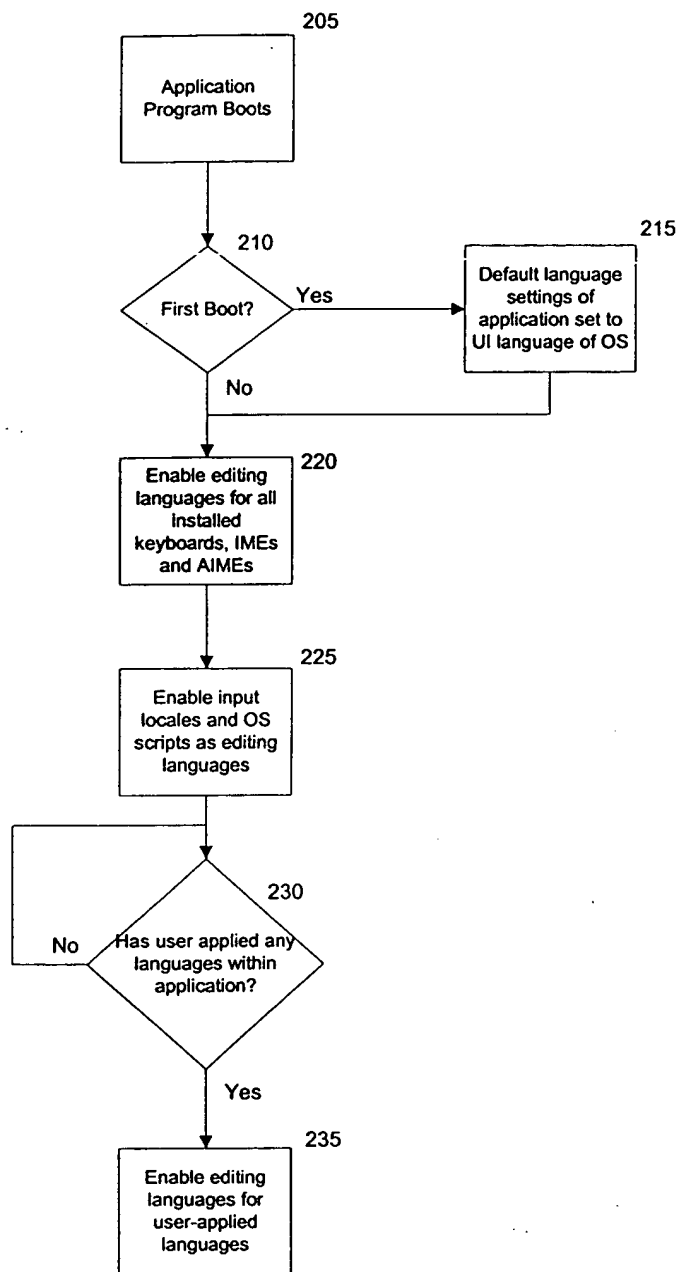 205
Application
Program Boots
210
First Boot?
Yes
215
Default language
settings of
application set to
UI language of OS
No
220
Enable editing
languages for all
installed
keyboards, IMEs
and AIMEs
225
Enable input
locales and OS
scripts as editing
languages
230
Has user applied any
languages within
application?
No
Yes
235
Enable editing
languages for
user-applied
languages